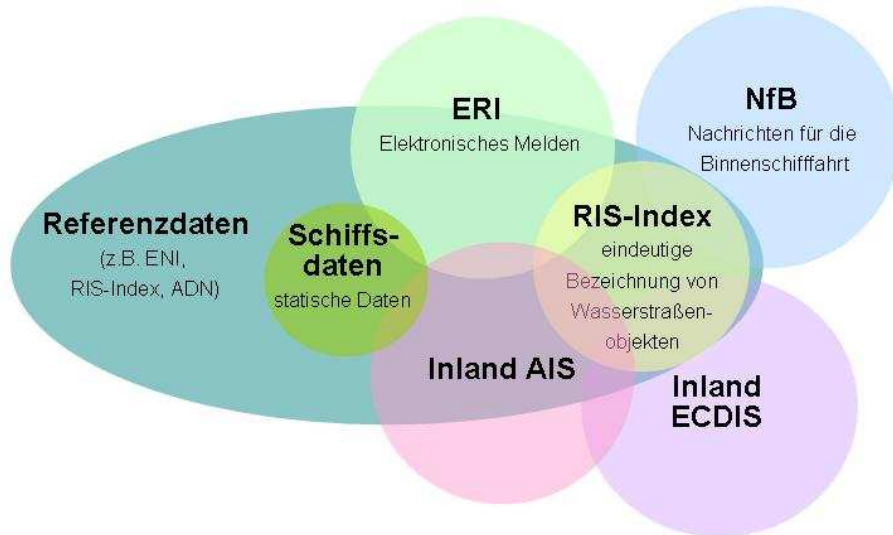 ERI
Elektronisches Melden
NfB
Nachrichten für die
Binnenschifffahrt
Referenzdaten
(z.B. ENI,
RIS-Index, ADN)
Schiffs-
daten
statische Daten
RIS-Index
eindeutige
Bezeichnung von
Wasserstraßen-
objekten
Inland AIS
Inland
ECDIS